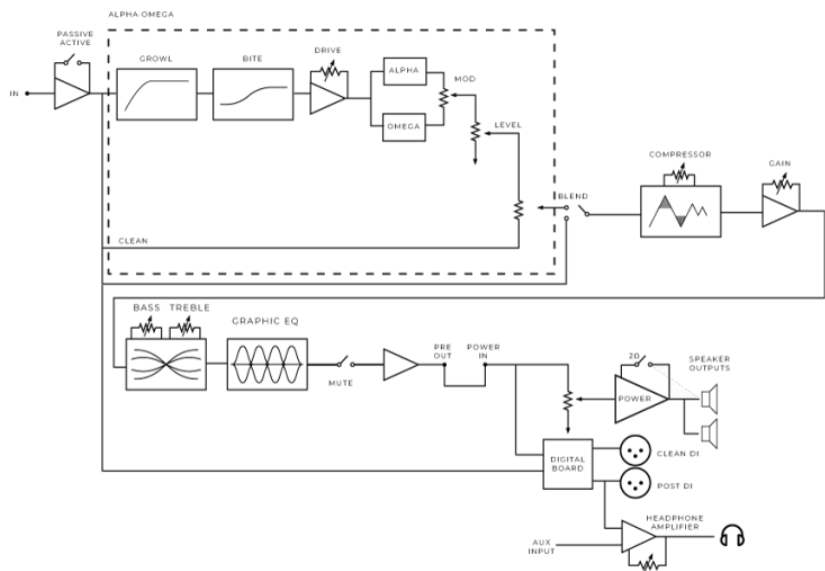 ALPHA·OMEGA
PASSIVE
ACTIVE
IN
GROWL
BITE
DRIVE
ALPHA
OMEGA
MOD
LEVEL
CLEAN
BLEND
COMPRESSOR
GAIN
BASS
TREBLE
GRAPHIC EQ
MUTE
PRE
OUT
POWER
IN
2Ω
POWER
SPEAKER
OUTPUTS
DIGITAL
BOARD
CLEAN DI
POST DI
HEADPHONE
AMPLIFIER
AUX
INPUT